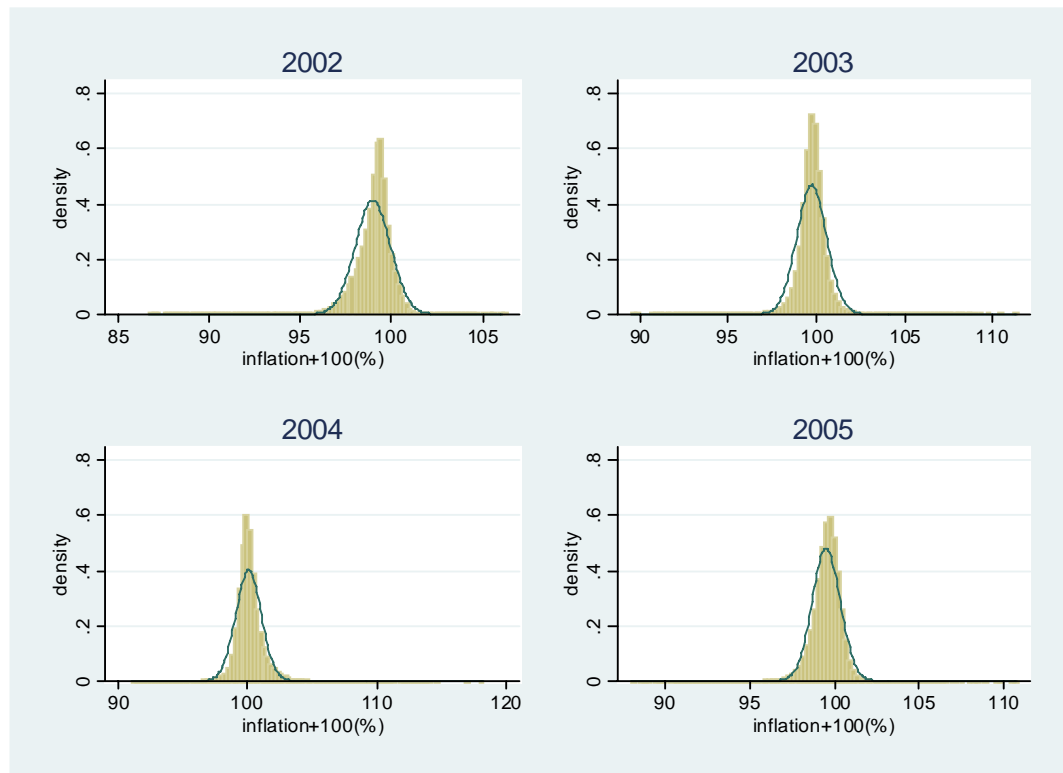 2002
.8
.6
.4
.2
0
density
85 90 95 100 105
inflation+100(%)
2003
.8
.6
.4
.2
0
density
90 95 100 105 110
inflation+100(%)
2004
.8
.6
.4
.2
0
density
90 100 110 120
inflation+100(%)
2005
.8
.6
.4
.2
0
density
90 95 100 105 110
inflation+100(%)